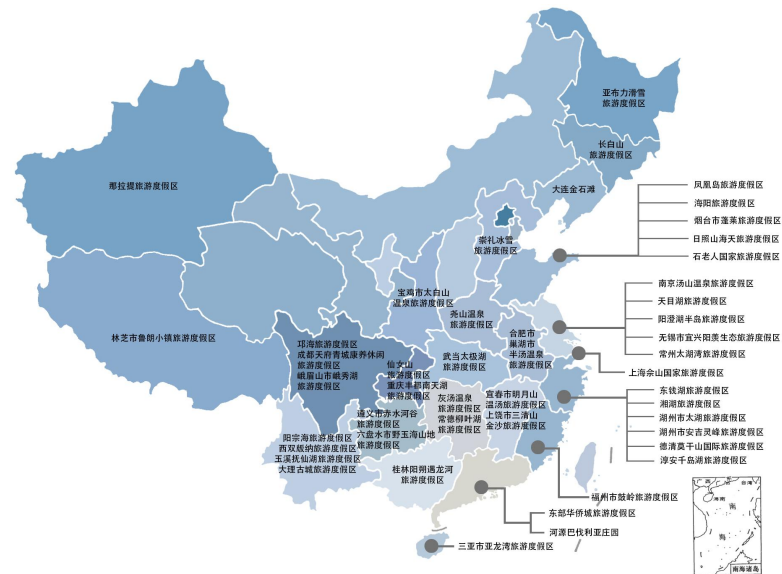 亚布力滑雪
旅游度假区
长白山
旅游度假区
大连金石滩
那拉提旅游度假区
凤凰岛旅游度假区
海阳旅游度假区
烟台市蓬莱旅游度假区
日照山海天旅游度假区
石老人国家旅游度假区
崇礼冰雪
旅游度假区
宝鸡市太白山
温泉旅游度假区
尧山温泉
旅游度假区
南京汤山温泉旅游度假区
天目湖旅游度假区
阳澄湖半岛旅游度假区
无锡市宜兴阳羡生态旅游度假区
常州太湖湾旅游度假区
上海佘山国家旅游度假区
林芝市鲁朗小镇旅游度假区
邛海旅游度假区
成都天府青城康养休闲
旅游度假区
峨眉山市峨秀湖
旅游度假区
仙女山
旅游度假区
重庆丰都南天湖
旅游度假区
武当太极湖
旅游度假区
合肥市
巢湖市
半汤温泉
旅游度假区
灰汤温泉
旅游度假区
常德柳叶湖
旅游度假区
宜春市明月山
温汤旅游度假区
上饶市三清山
金沙旅游度假区
东钱湖旅游度假区
湘湖旅游度假区
湖州市太湖旅游度假区
湖州市安吉灵峰旅游度假区
德清莫干山国际旅游度假区
淳安千岛湖旅游度假区
遵义市赤水河谷
旅游度假区
六盘水市野玉海山地
旅游度假区
阳宗海旅游度假区
西双版纳旅游度假区
玉溪抚仙湖旅游度假区
大理古城旅游度假区
桂林阳朔遇龙河
旅游度假区
福州市鼓岭旅游度假区
东部华侨城旅游度假区
河源巴伐利亚庄园
三亚市亚龙湾旅游度假区
广西
广东
台湾
海南
南
海
南海诸岛